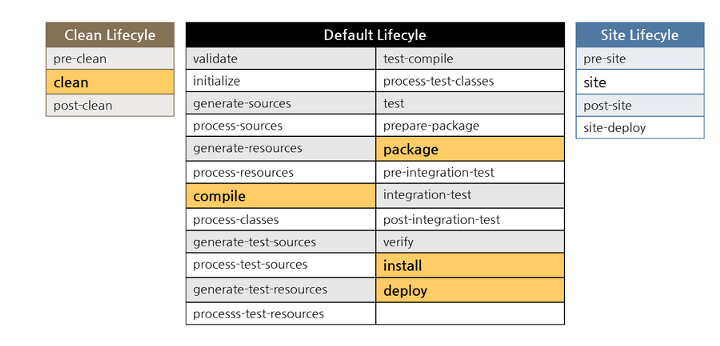 Clean Lifecyle
pre-clean
clean
post-clean
Default Lifecyle
validate
initialize
generate-sources
process-sources
generate-resources
process-resources
compile
process-classes
generate-test-sources
process-test-sources
generate-test-resources
processs-test-resources
test-compile
process-test-classes
test
prepare-package
package
pre-integration-test
integration-test
post-integration-test
verify
install
deploy
Site Lifecyle
pre-site
site
post-site
site-deploy